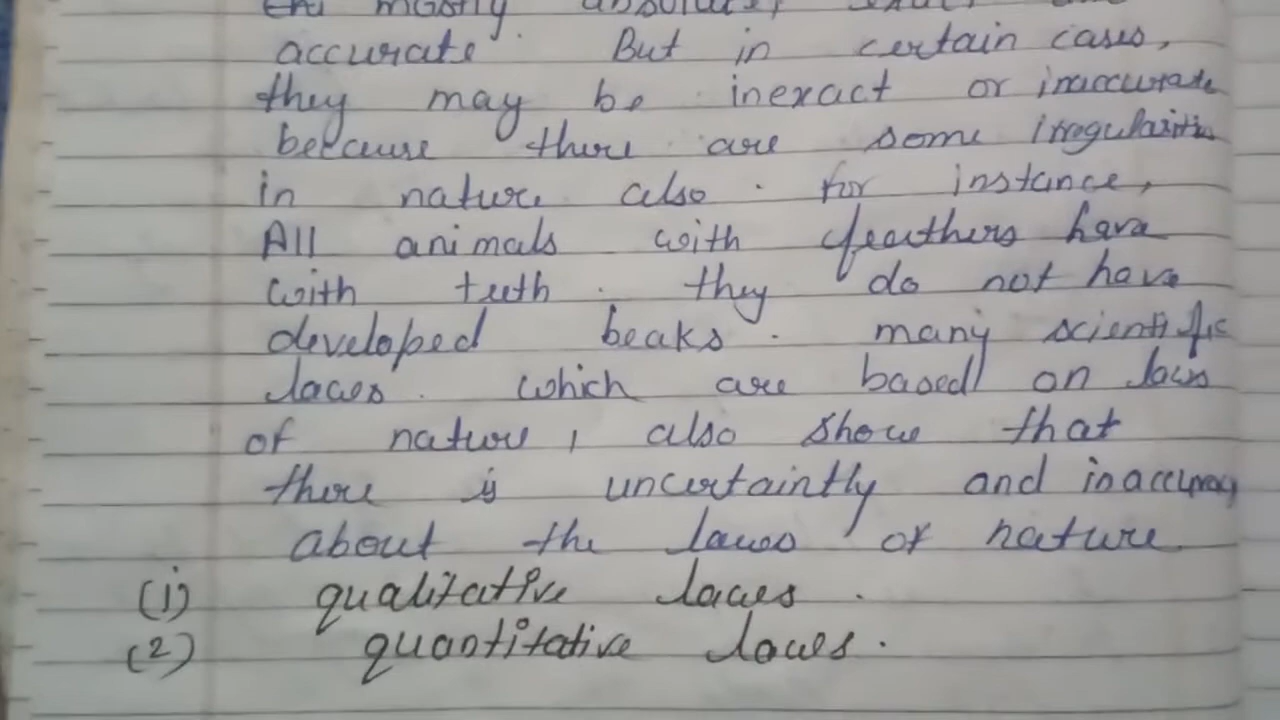 mostly absolute,
accurate. But in certain cases,
they may be inexact or inaccurate
because there are some irregularities
in nature also. for instance,
All animals with feathers have
with teeth. they do not have
developed beaks. many scientific
laws. which are based on laws
of nature, also show that
there is uncertaintly and inaccuracy
about the laws of nature
(i) qualitative laws.
(2) quantitative laws.